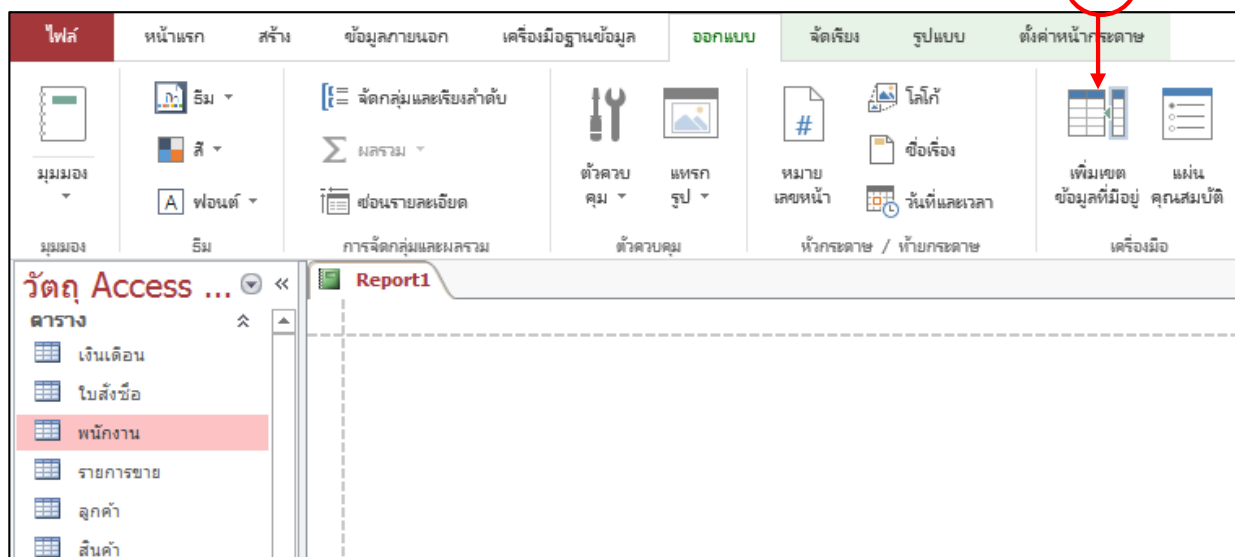 ไฟล์ หน้าแรก สร้าง ข้อมูลภายนอก เครื่องมือฐานข้อมูล ออกแบบ จัดเรียง รูปแบบ ตั้งค่าหน้ากระดาษ
มุมมอง
ธีม
สี
A ฟอนต์
จัดกลุ่มและเรียงลำดับ
ผลรวม
ซ่อนรายละเอียด
ตัวควบ
คุม
แทรก
รูป
หมาย
เลขหน้า
โลโก้
ชื่อเรื่อง
วันที่และเวลา
เพิ่มเขต
ข้อมูลที่มีอยู่
แผ่น
คุณสมบัติ
มุมมอง ธีม การจัดกลุ่มและผลรวม ตัวควบคุม หัวกระดาษ / ท้ายกระดาษ เครื่องมือ
วัตถุ Access ...
Report1
ตาราง
เงินเดือน
ใบสั่งซื้อ
พนักงาน
รายการขาย
ลูกค้า
สินค้า